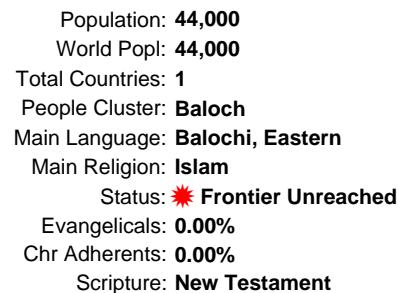 Population: 44,000
World Popl: 44,000
Total Countries: 1
People Cluster: Baloch
Main Language: Balochi, Eastern
Main Religion: Islam
Status: Frontier Unreached
Evangelicals: 0.00%
Chr Adherents: 0.00%
Scripture: New Testament